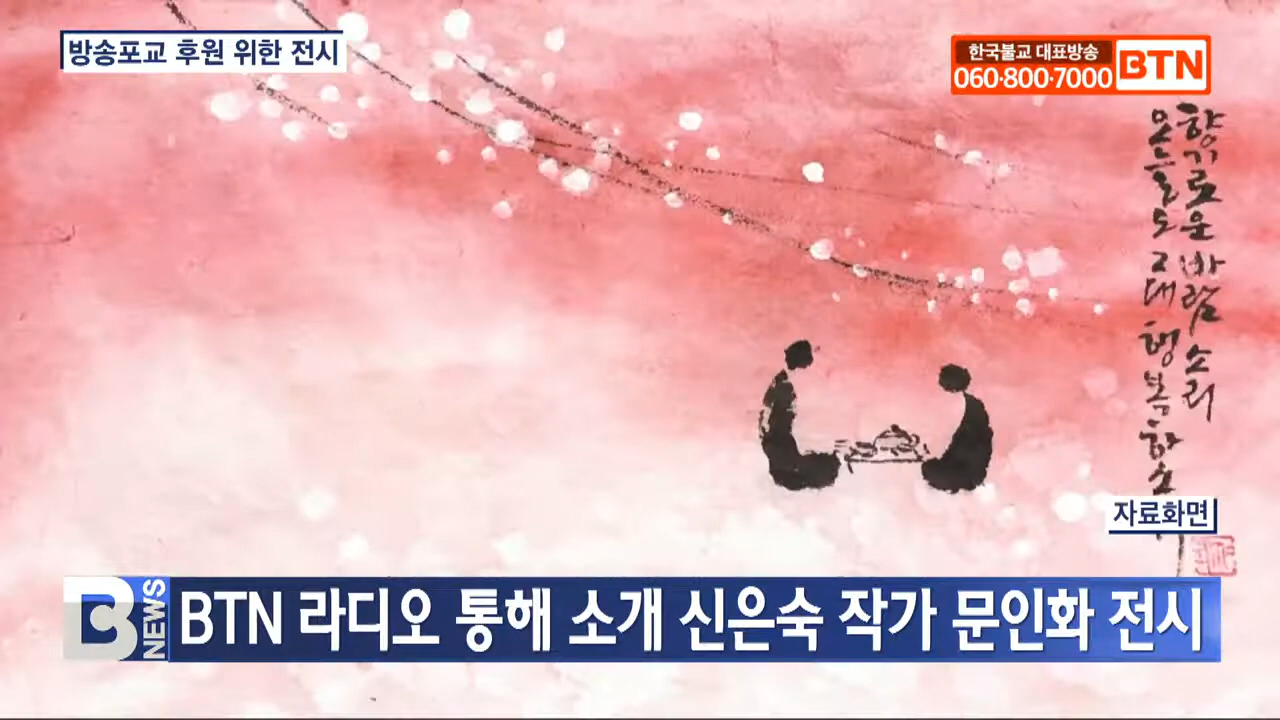 방송포교 후원 위한 전시
한국불교 대표방송
060·800·7000
BTN
향기로운 바람 소리
오늘도 그대 행복하소
자료화면
NEWS
BTN 라디오 통해 소개 신은숙 작가 문인화 전시